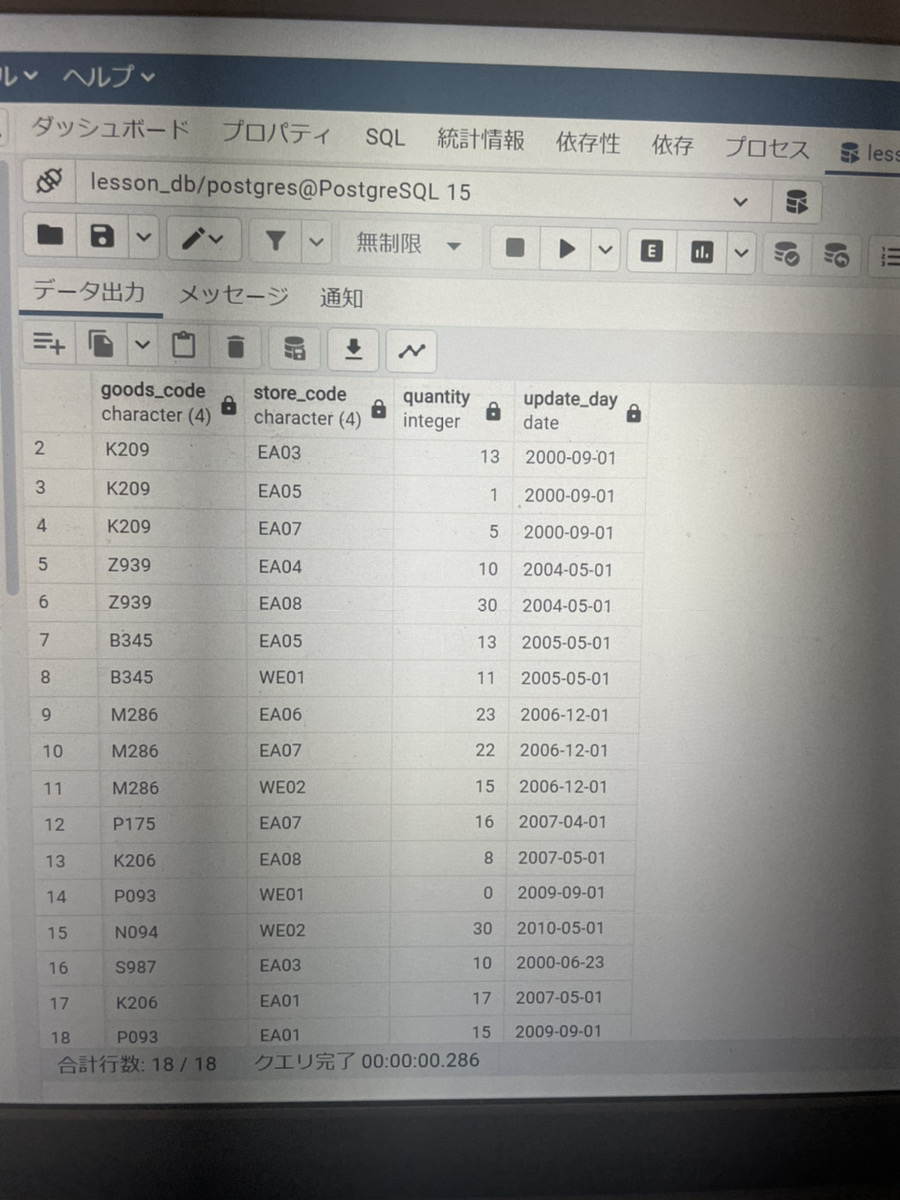 ル ヘルプ
ダッシュボード プロパティ SQL 統計情報 依存性 依存 プロセス less
lesson_db/postgres@PostgreSQL 15
無制限 E
データ出力 メッセージ 通知
goods_code store_code quantity update_day
character (4) character (4) integer date
2 K209 EA03 13 2000-09-01
3 K209 EA05 1 2000-09-01
4 K209 EA07 5 2000-09-01
5 Z939 EA04 10 2004-05-01
6 Z939 EA08 30 2004-05-01
7 B345 EA05 13 2005-05-01
8 B345 WE01 11 2005-05-01
9 M286 EA06 23 2006-12-01
10 M286 EA07 22 2006-12-01
11 M286 WE02 15 2006-12-01
12 P175 EA07 16 2007-04-01
13 K206 EA08 8 2007-05-01
14 P093 WE01 0 2009-09-01
15 N094 WE02 30 2010-05-01
16 S987 EA03 10 2000-06-23
17 K206 EA01 17 2007-05-01
18 P093 EA01 15 2009-09-01
合計行数: 18 / 18 クエリ完了 00:00:00.286